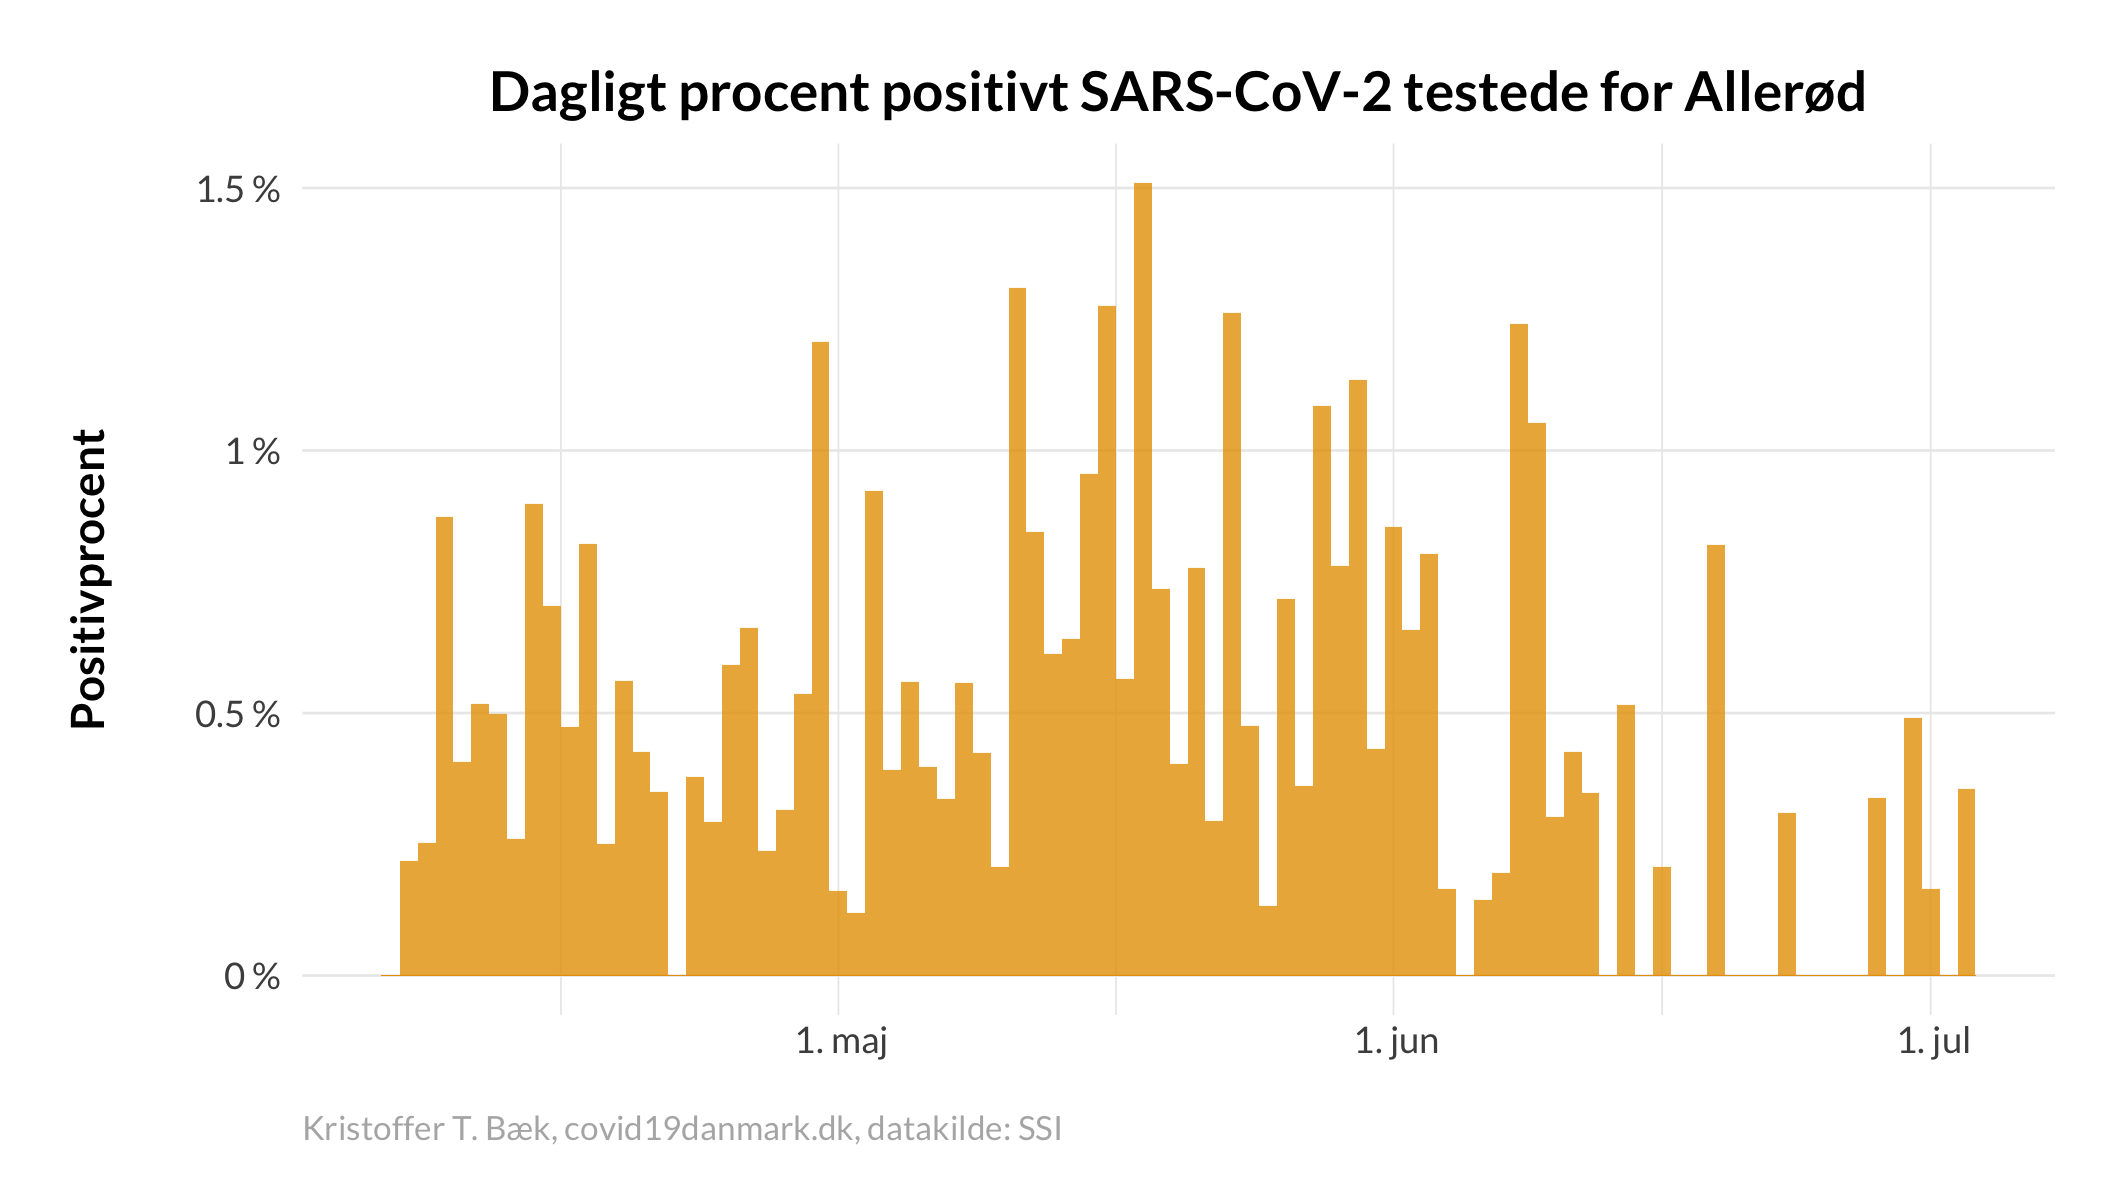 Dagligt procent positivt SARS-CoV-2 testede for Allerød
Positivprocent
1.5 %
1 %
0.5 %
0 %
1. maj
1. jun
1. jul
Kristoffer T. Bæk, covid19danmark.dk, datakilde: SSI